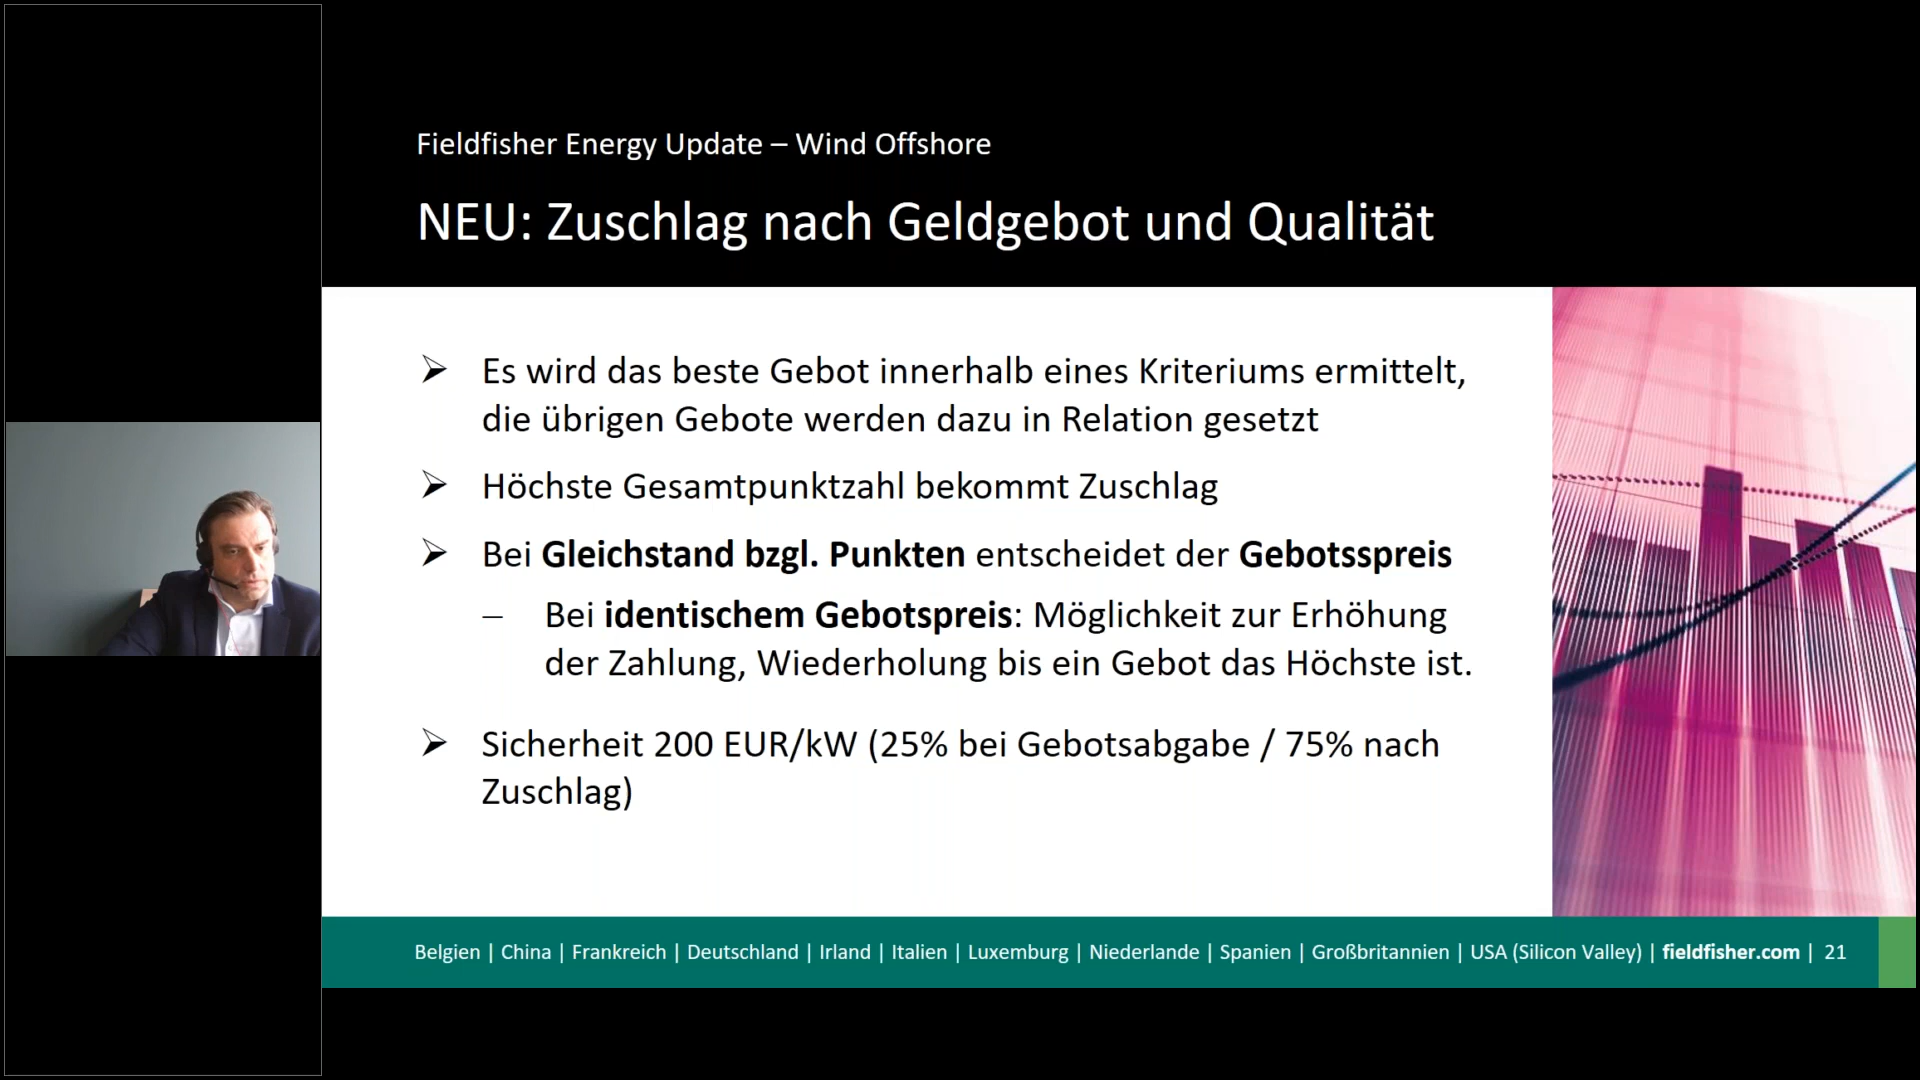 Fieldfisher Energy Update – Wind Offshore
NEU: Zuschlag nach Geldgebot und Qualität
➢ Es wird das beste Gebot innerhalb eines Kriteriums ermittelt,
die übrigen Gebote werden dazu in Relation gesetzt
➢ Höchste Gesamtpunktzahl bekommt Zuschlag
➢ Bei Gleichstand bzgl. Punkten entscheidet der Gebotsspreis
– Bei identischem Gebotspreis: Möglichkeit zur Erhöhung
der Zahlung, Wiederholung bis ein Gebot das Höchste ist.
➢ Sicherheit 200 EUR/kW (25% bei Gebotsabgabe / 75% nach
Zuschlag)
Belgien | China | Frankreich | Deutschland | Irland | Italien | Luxemburg | Niederlande | Spanien | Großbritannien | USA (Silicon Valley) | fieldfisher.com | 21